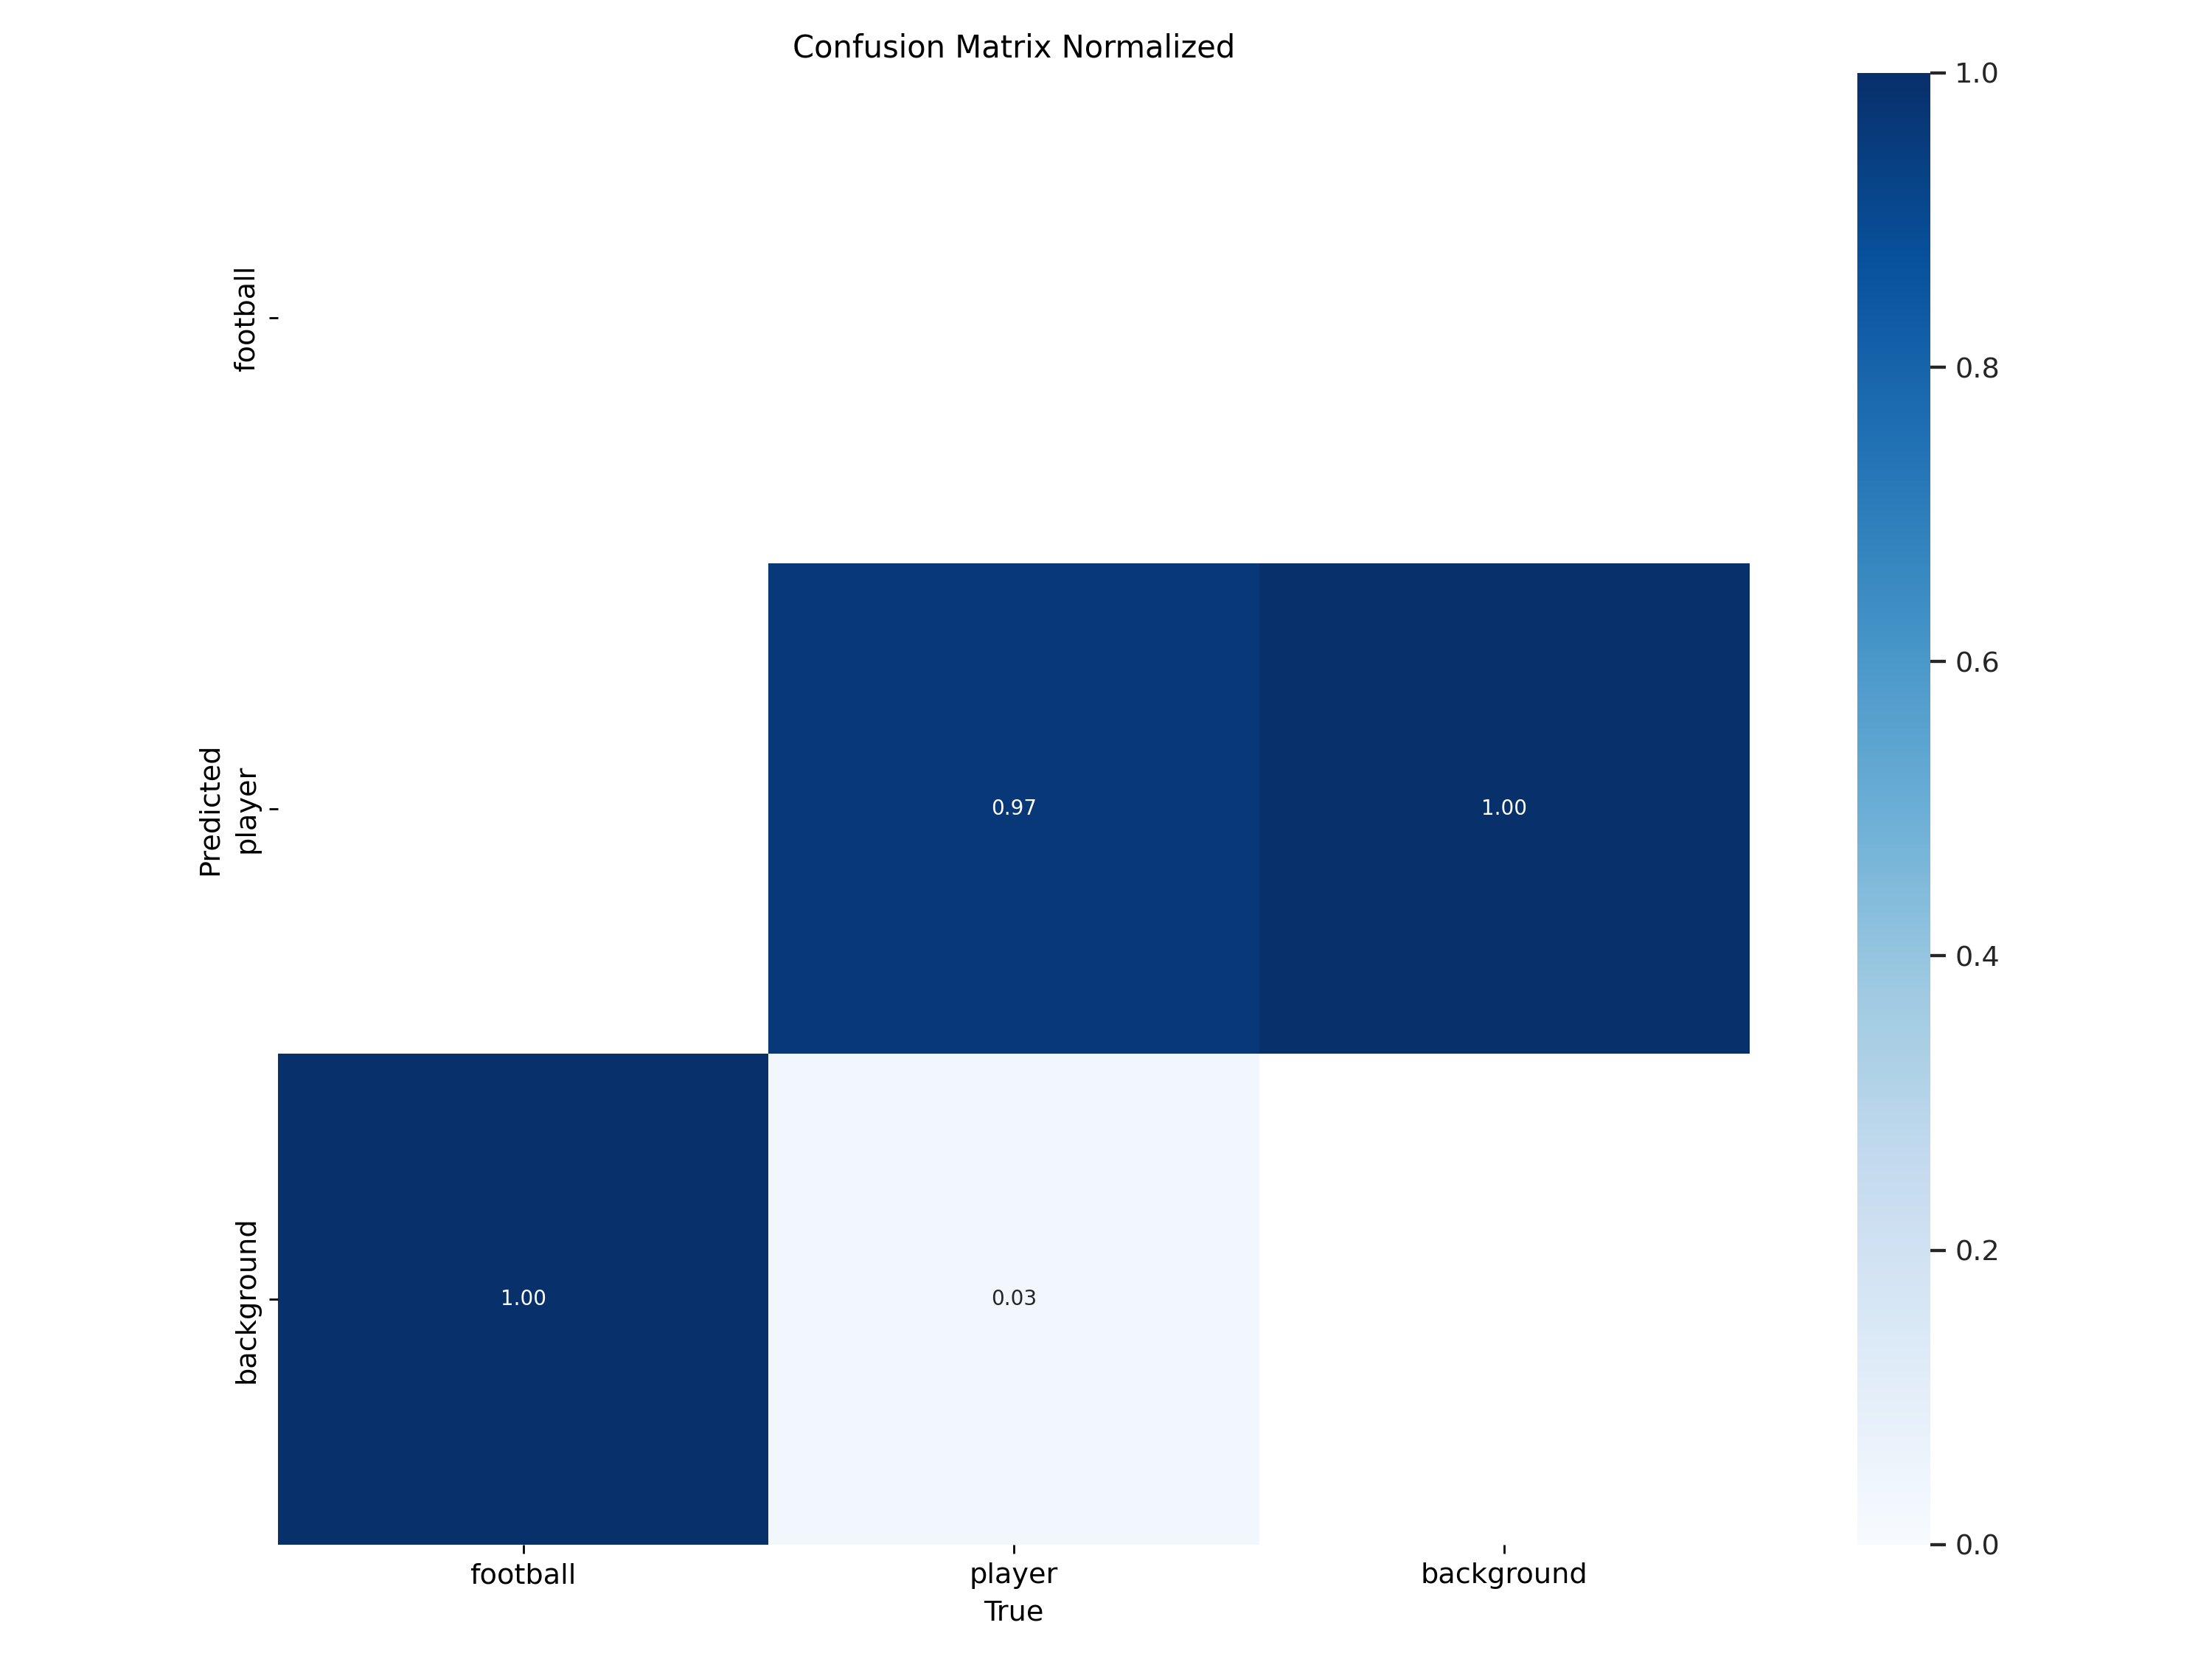 Confusion Matrix Normalized
football
player
background
Predicted
0.97
1.00
1.00
0.03
football
player
background
True
1.0
0.8
0.6
0.4
0.2
0.0